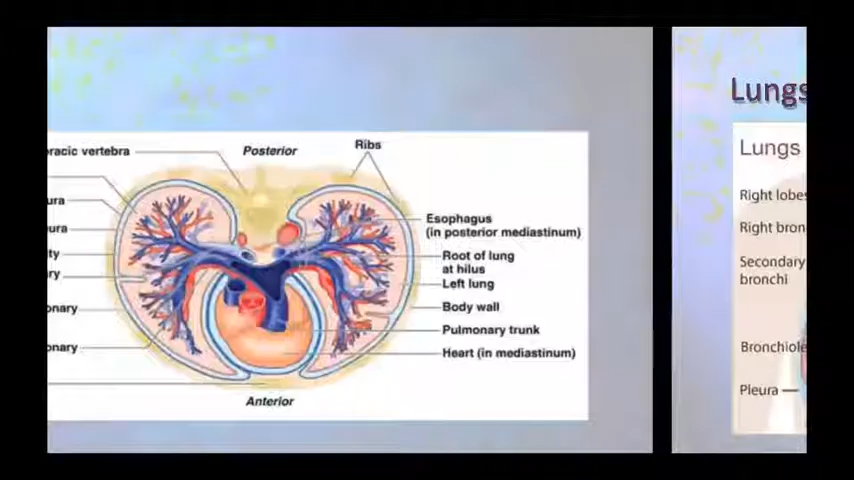 Posterior
Ribs
racic vertebra
ura
ura
ity
ry
onary
onary
Esophagus
(in posterior mediastinum)
Root of lung
at hilus
Left lung
Body wall
Pulmonary trunk
Heart (in mediastinum)
Anterior
Lungs
Lungs
Right lobes
Right bron
Secondary
bronchi
Bronchiole
Pleura